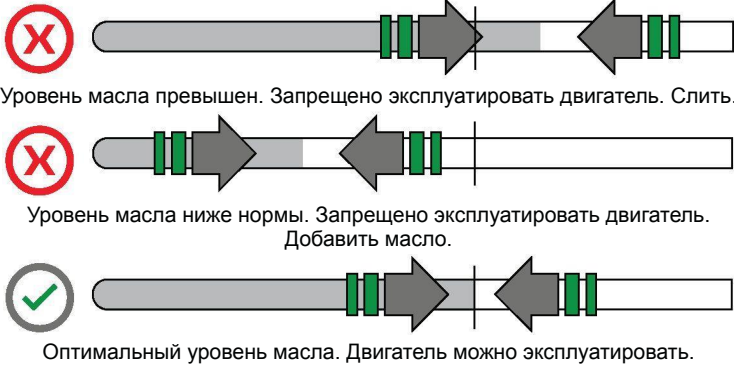 Уровень масла превышен. Запрещено эксплуатировать двигатель. Слить.
Уровень масла ниже нормы. Запрещено эксплуатировать двигатель.
Добавить масло.
Оптимальный уровень масла. Двигатель можно эксплуатировать.